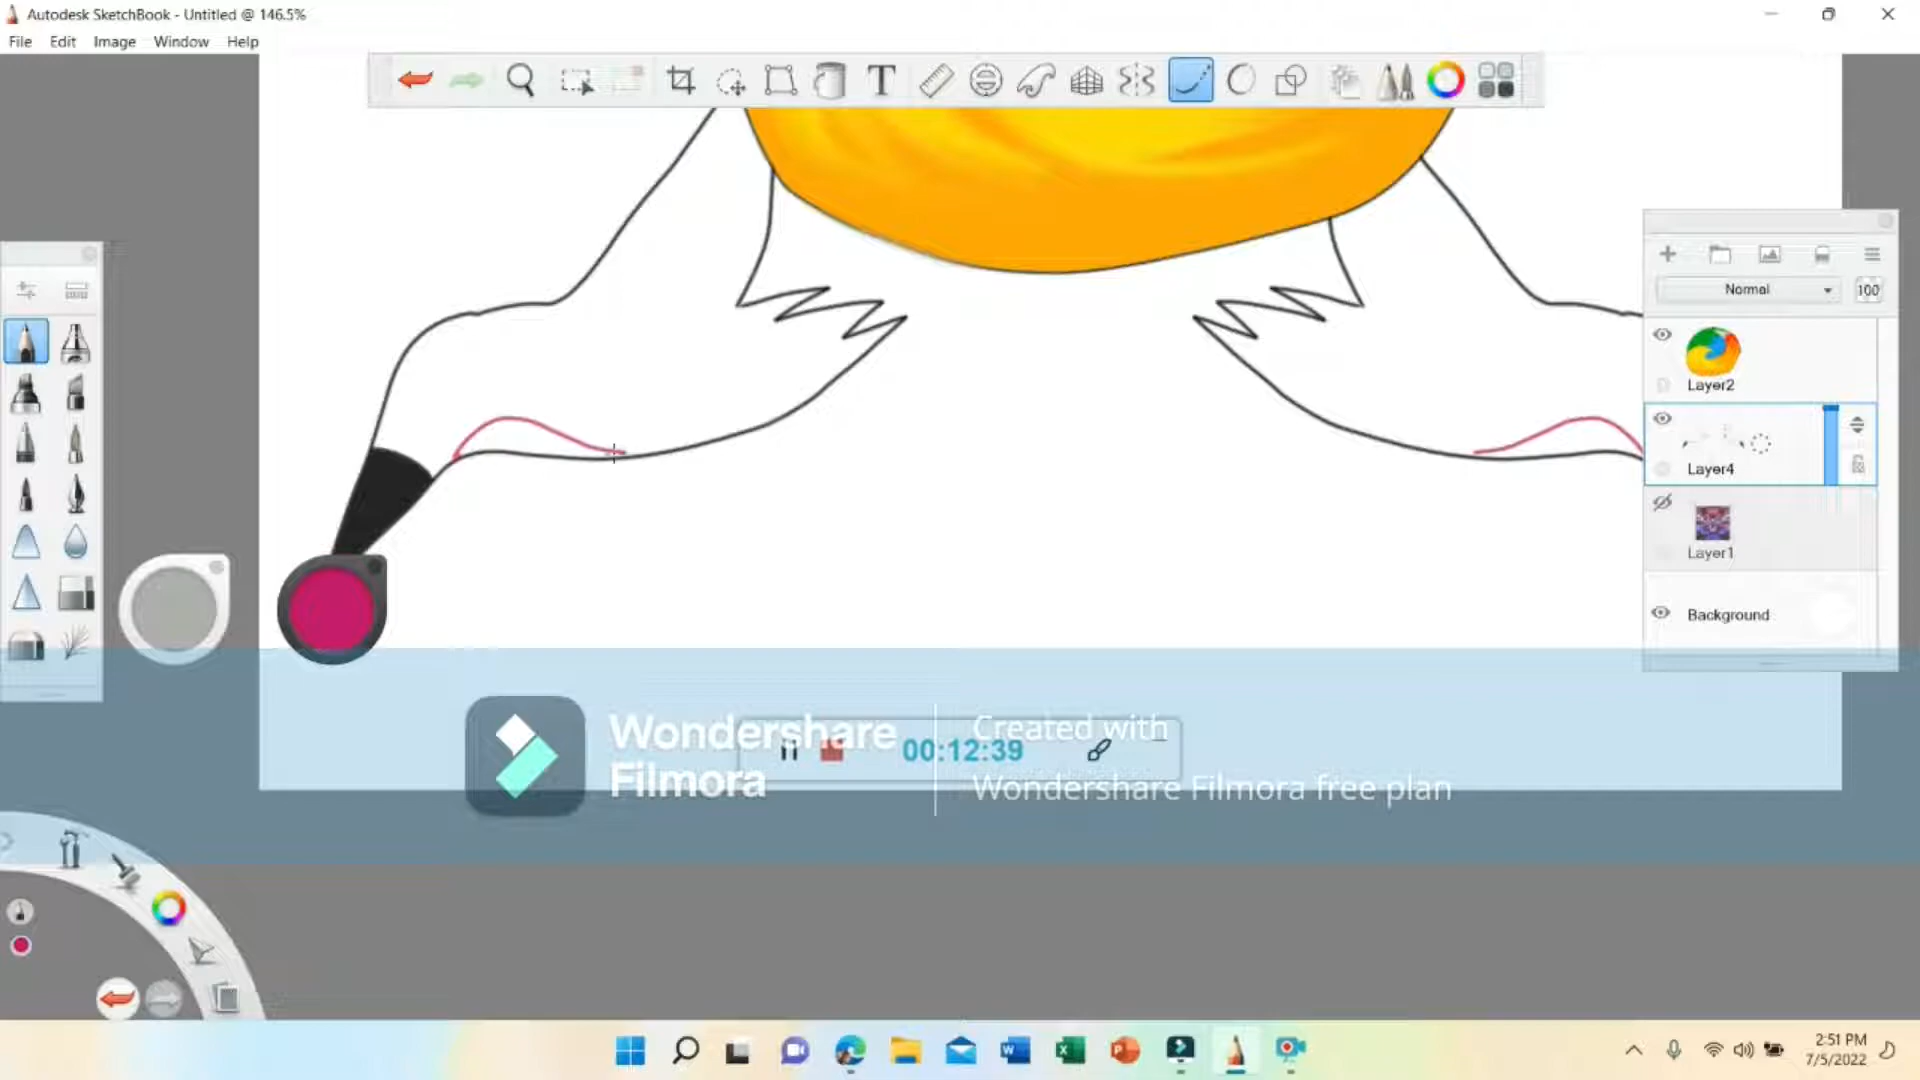 Autodesk SketchBook - Untitled @ 146.5%
File Edit Image Window Help
T
Normal 100
Layer2
Layer4
Layer1
Background
Wondershare
Filmora
00:12:39
Created with
Wondershare Filmora free plan
2:51 PM
7/5/2022